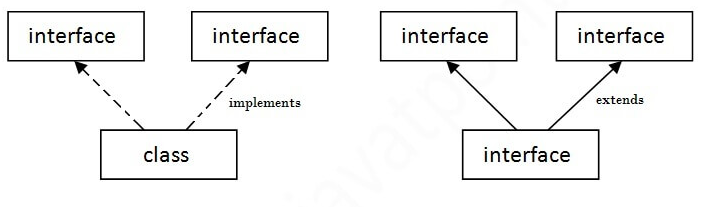 interface
interface
interface
interface
implements
extends
class
interface